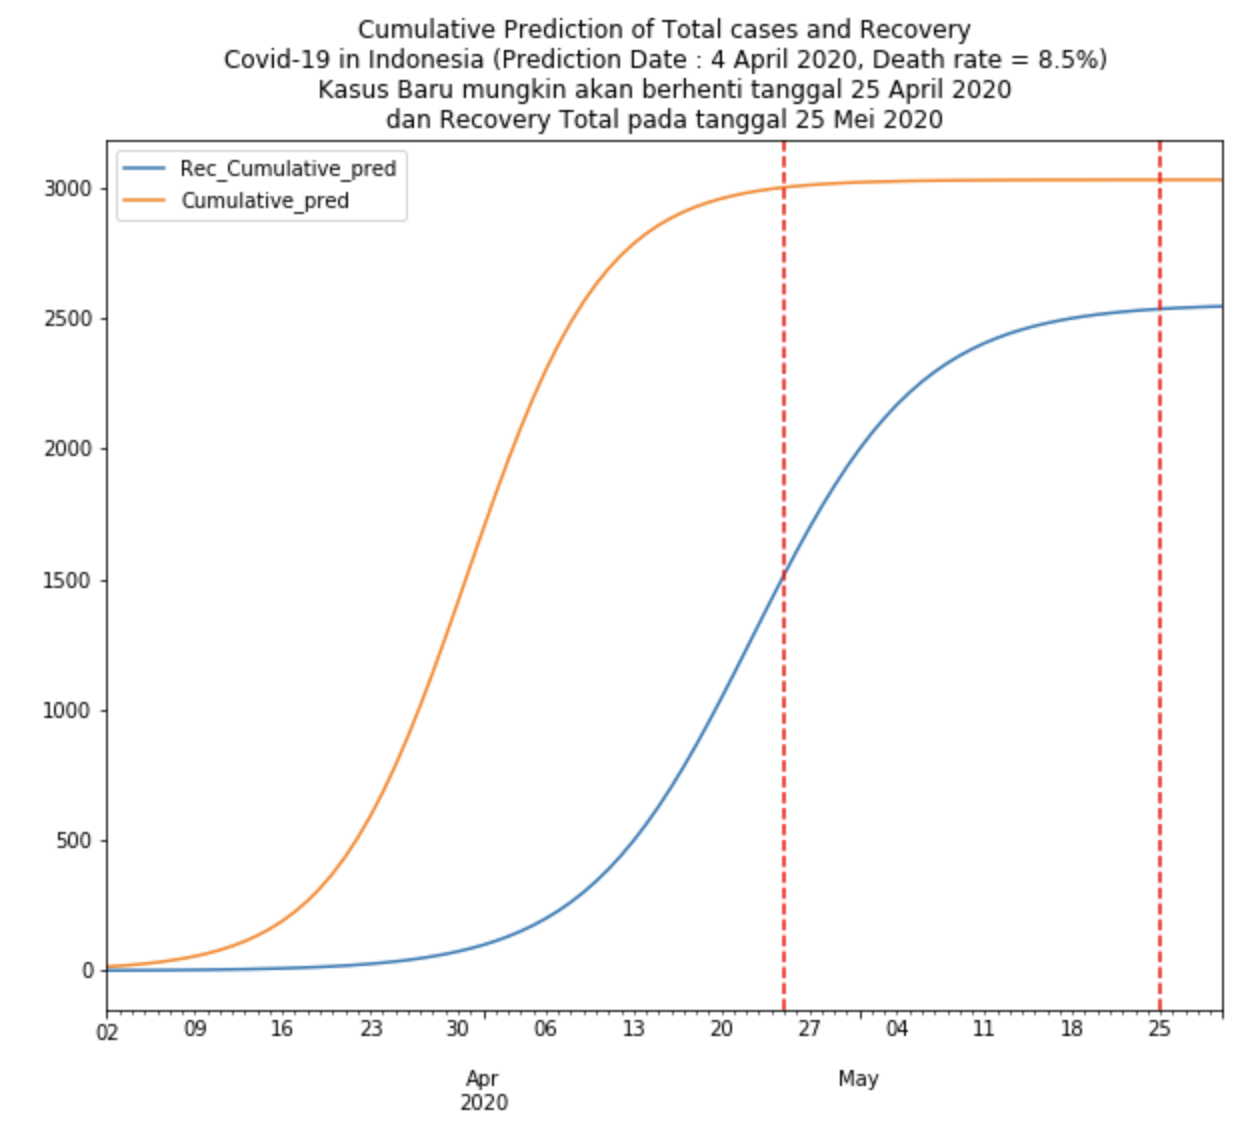 Cumulative Prediction of Total cases and Recovery
Covid-19 in Indonesia (Prediction Date : 4 April 2020, Death rate = 8.5%)
Kasus Baru mungkin akan berhenti tanggal 25 April 2020
dan Recovery Total pada tanggal 25 Mei 2020
Rec_Cumulative_pred
Cumulative_pred
3000
2500
2000
1500
1000
500
0
02 09 16 23 30 06 13 20 27 04 11 18 25
Apr May
2020